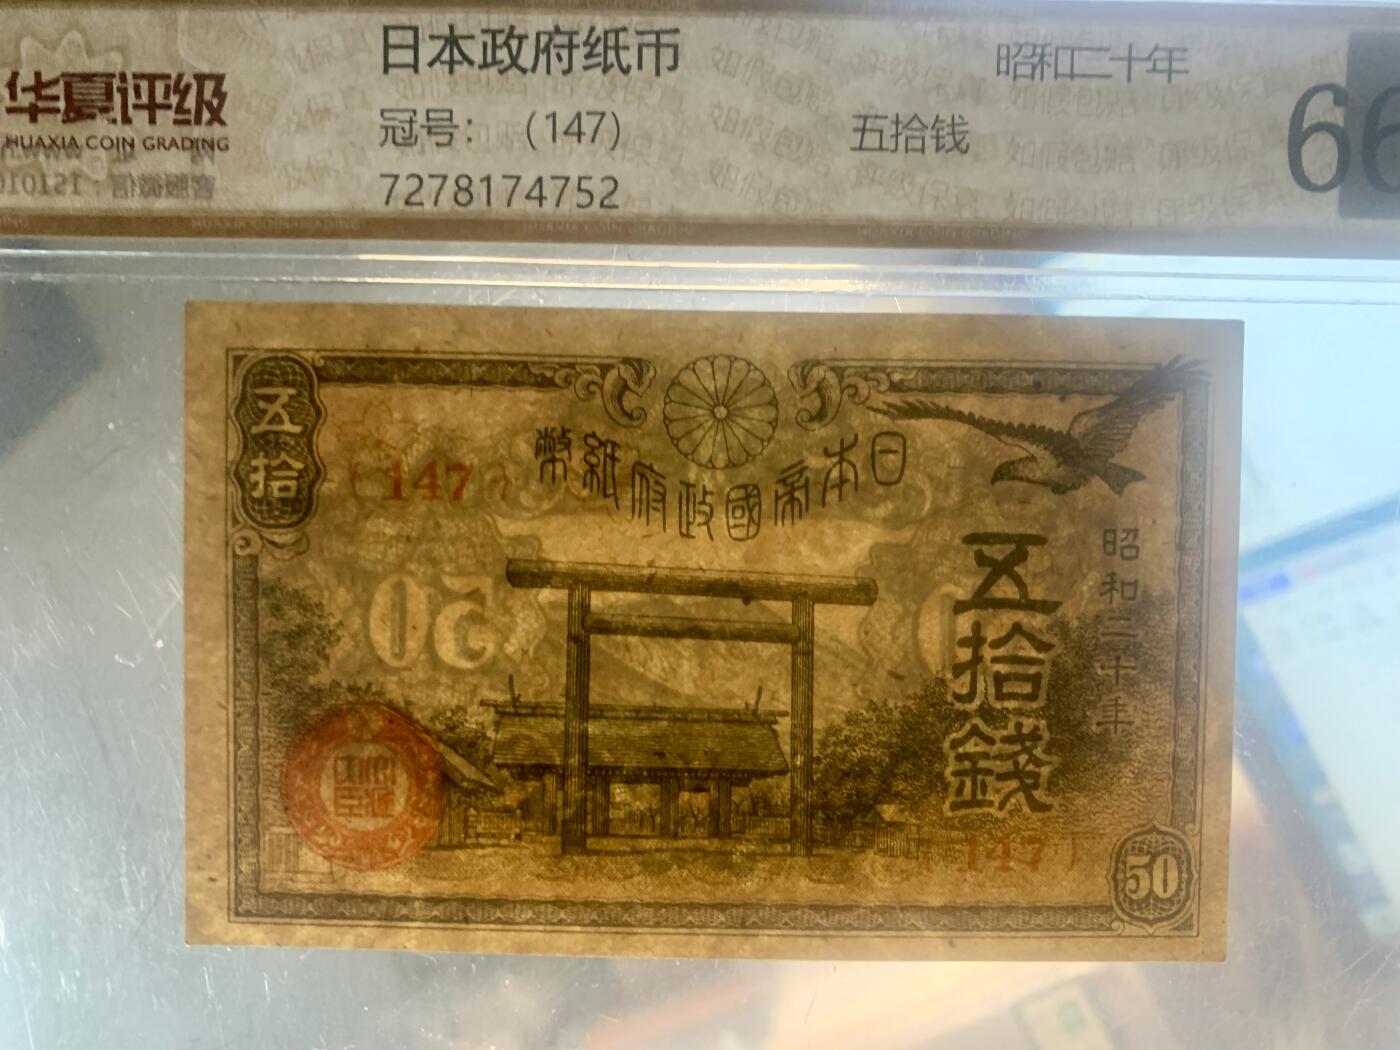 日本政府纸币
昭和二十年
华夏评级
HUAXIA COIN GRADING
冠号：（147）
五拾钱
66
7278174752
五拾
(147)
日本帝國政府紙幣
昭和二十年
五拾錢
50
147)
50